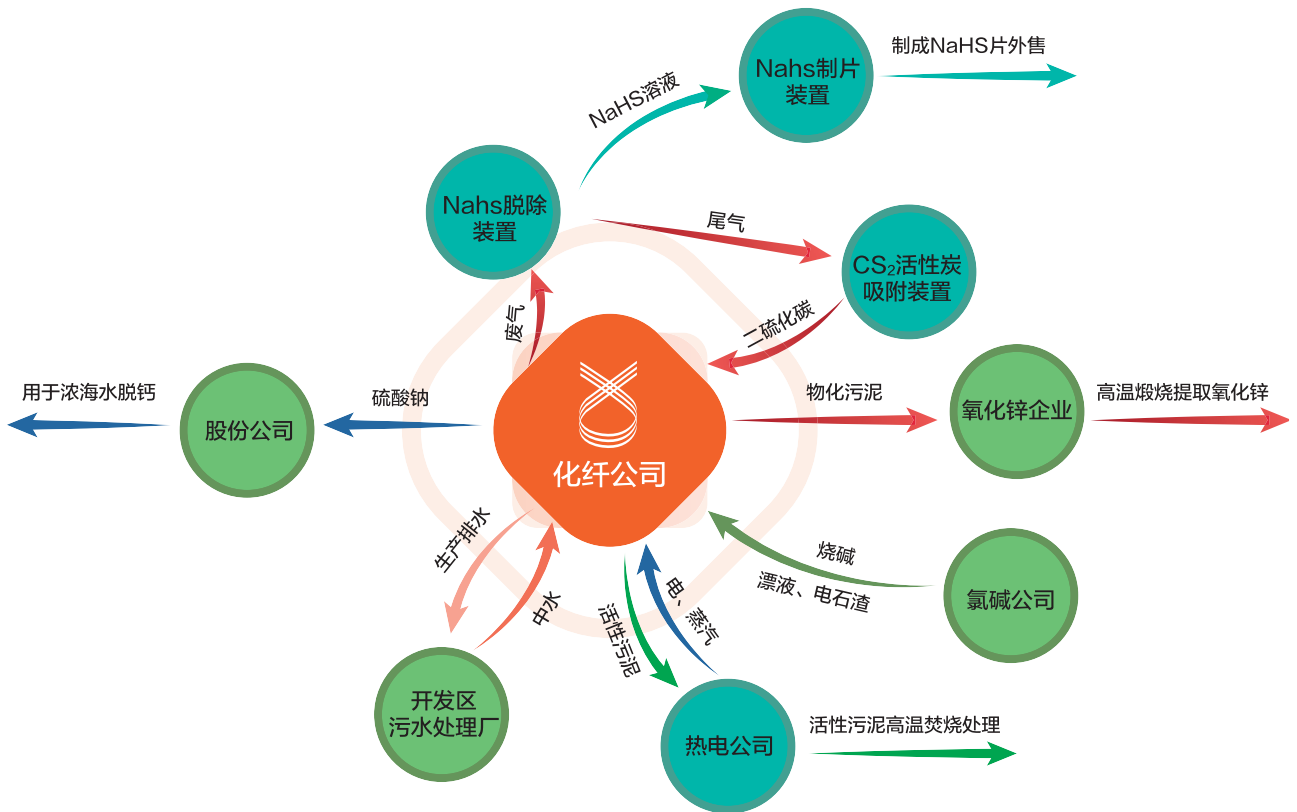 制成NaHS片外售
Nahs制片
装置
NaHS溶液
Nahs脱除
装置
尾气
CS₂活性炭
吸附装置
废气
二硫化碳
用于浓海水脱钙
股份公司
硫酸钠
化纤公司
物化污泥
氧化锌企业
高温煅烧提取氧化锌
生产排水
中水
活性污泥
电、蒸汽
烧碱
漂液、电石渣
氯碱公司
开发区
污水处理厂
热电公司
活性污泥高温焚烧处理